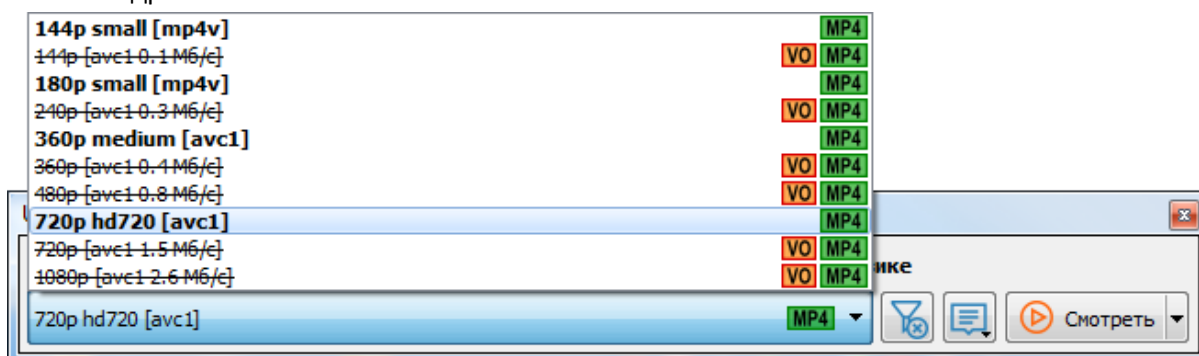 144p small [mp4v] MP4
144p [avc1 0.1 Мб/с] VO MP4
180p small [mp4v] MP4
240p [avc1 0.3 Мб/с] VO MP4
360p medium [avc1] MP4
360p [avc1 0.4 Мб/с] VO MP4
480p [avc1 0.8 Мб/с] VO MP4
720p hd720 [avc1] MP4
720p [avc1 1.5 Мб/с] VO MP4
1080p [avc1 2.6 Мб/с] VO MP4
ике
720p hd720 [avc1] MP4 Смотреть